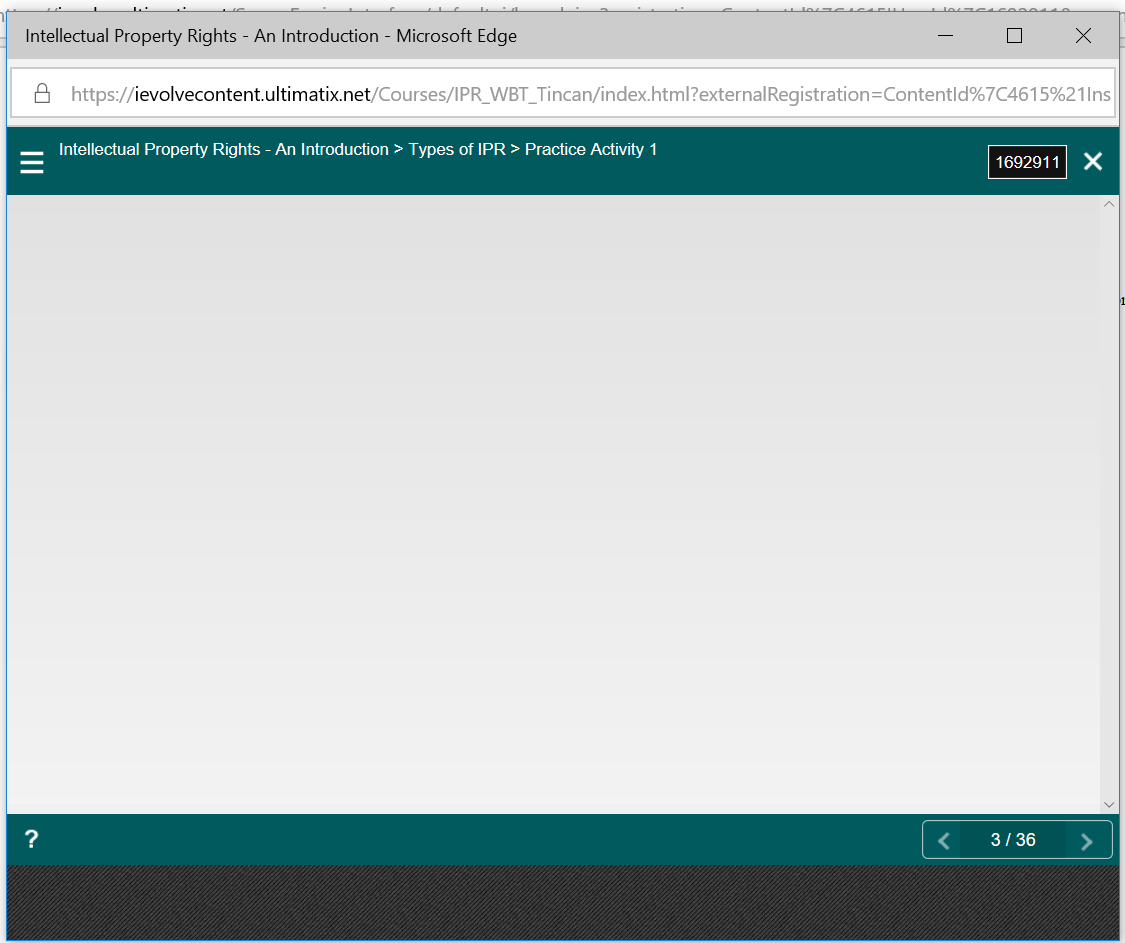 Intellectual Property Rights - An Introduction - Microsoft Edge
https://ievolvecontent.ultimatix.net/Courses/IPR_WBT_Tincan/index.html?externalRegistration=ContentId%7C4615%21Ins
Intellectual Property Rights - An Introduction > Types of IPR > Practice Activity 1
1692911
?
3 / 36